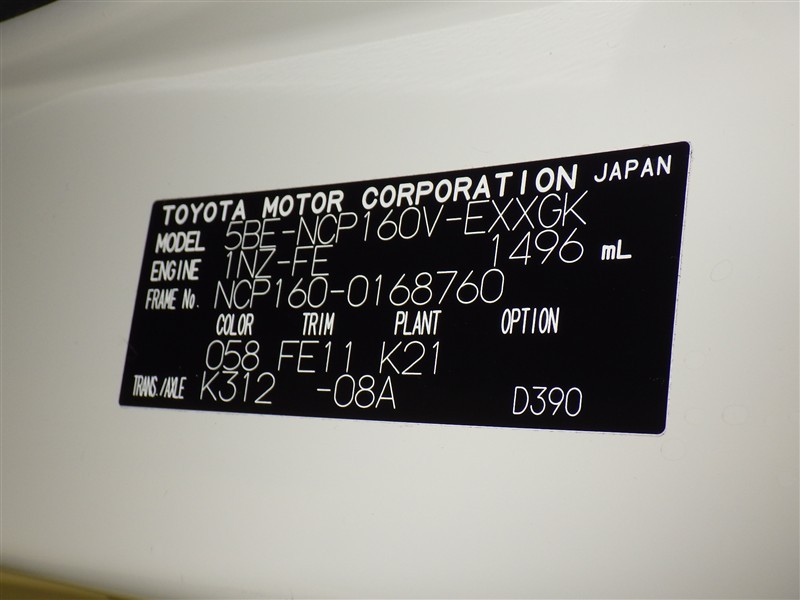 TOYOTA MOTOR CORPORATION JAPAN
MODEL 5BE-NCP160V-EXXGK
ENGINE 1NZ-FE 1496 mL
FRAME No. NCP160-0168760
COLOR TRIM PLANT OPTION
058 FE11 K21
TRANS./AXLE K312 -08A D390